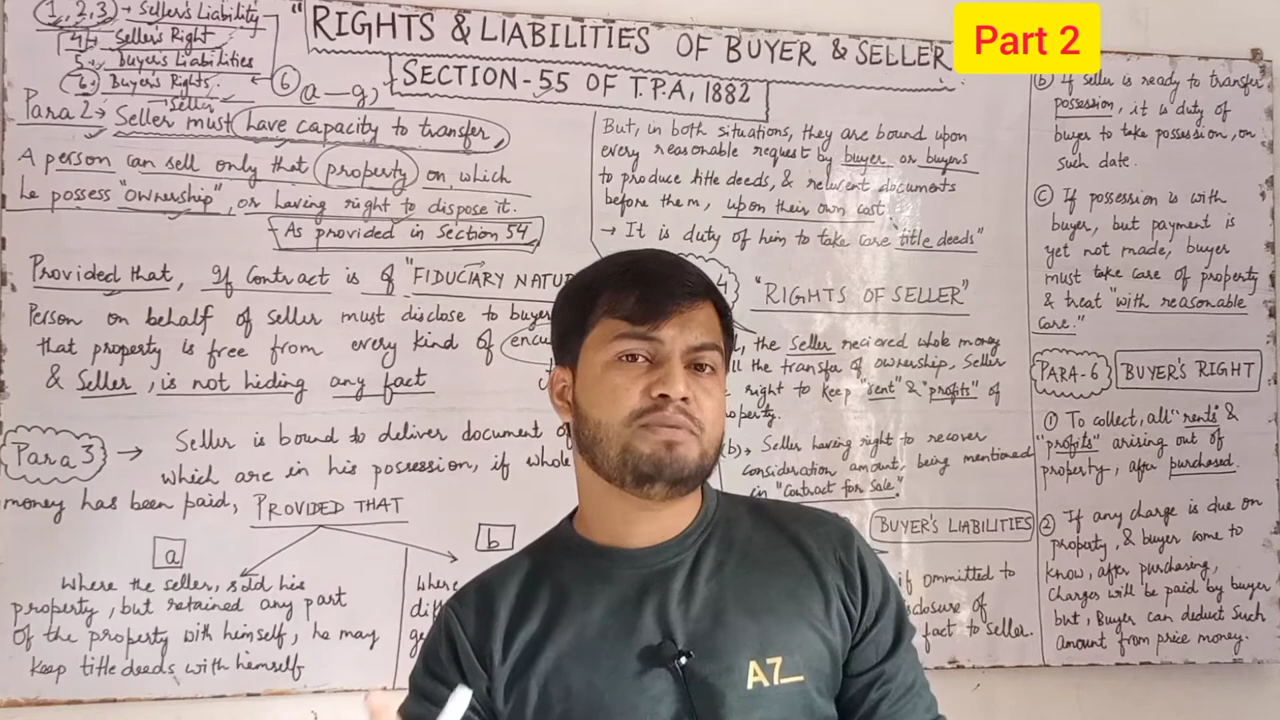 "RIGHTS & LIABILITIES OF BUYER & SELLER
Part 2
SECTION-55 OF T.P.A, 1882
1, 2, 3) → Seller's Liability
4 → Seller's Right
5 → Buyer's Liabilities
6. → Buyer's Rights.
6 (a-g)
Seller
Para 2 → Seller must have capacity to transfer
A person can sell only that property on which
he possess "ownership", or having right to dispose it.
As provided in Section 54
Provided that, If Contract is of "FIDUCIARY NATU
Person on behalf of seller must disclose to buyer
that property is free from every kind of encu
& Seller, is not hiding any fact
Para 3 → Seller is bound to deliver document of
which are in his possession, if whole
money has been paid, PROVIDED THAT
a
Where the seller, sold his
property, but retained any part
of the property with himself, he may
keep title deeds with hemself
b
Where
diff
ge
But, in both situations, they are bound upon
every reasonable request by buyer or buyers
to produce title deeds, & relevent documents
before them, upon their own cost.
→ It is duty of him to take care title deeds"
4
"RIGHTS OF SELLER"
, the seller recieved whole money
ll the transfer of ownership, Seller
right to keep "rent" & "profits" of
operty.
(b) → Seller having right to recover
consideration amount, being mentioned
in "Contract for Sale."
BUYER'S LIABILITIES
if ommitted to
sclosure of
fact to seller.
(b) If seller is ready to transfer
possession, it is duty of
buyer to take possession, on
such date.
(c) If possession is with
buyer, but payment is
yet not made, buyer
must take care of property
& treat "with reasonable
care."
PARA-6 BUYER'S RIGHT
1 To collect, all "rents &
"profits" arising out of
property, after purchased.
2 If any charge is due on
property, & buyer come to
know, after purchasing,
Charges will be paid by buyer
but, Buyer can deduct such
amount from price money.
A7_